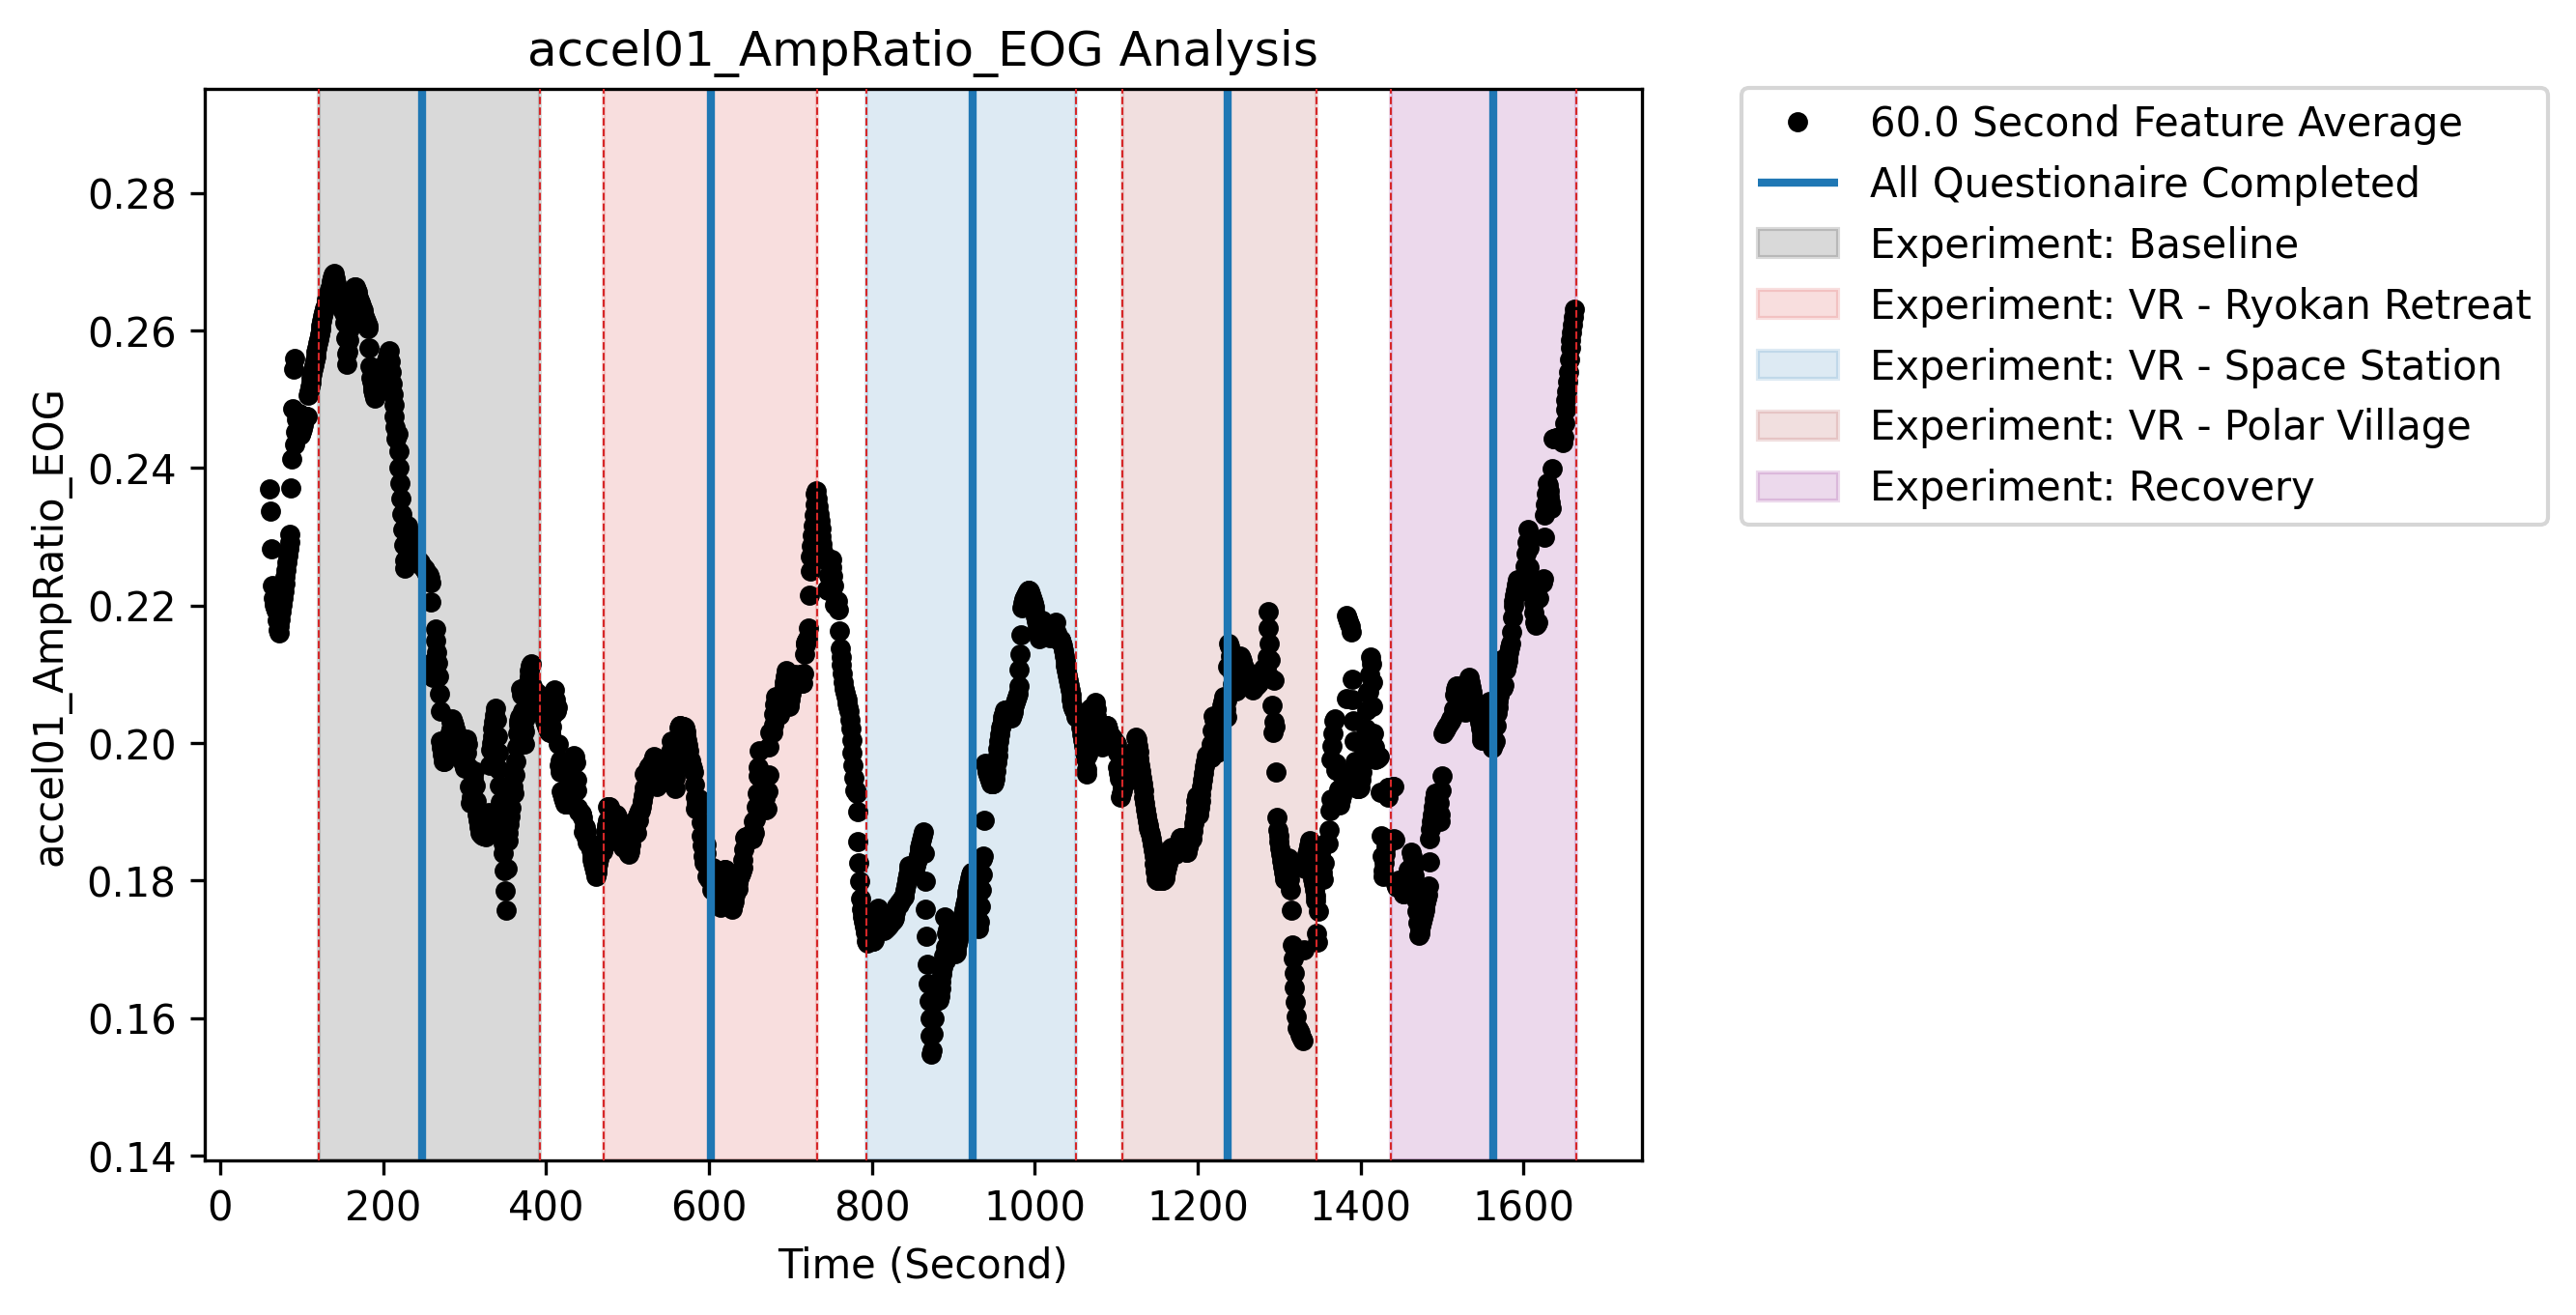 accel01_AmpRatio_EOG Analysis
accel01_AmpRatio_EOG
0.28
0.26
0.24
0.22
0.20
0.18
0.16
0.14
0 200 400 600 800 1000 1200 1400 1600
Time (Second)
60.0 Second Feature Average
All Questionaire Completed
Experiment: Baseline
Experiment: VR - Ryokan Retreat
Experiment: VR - Space Station
Experiment: VR - Polar Village
Experiment: Recovery